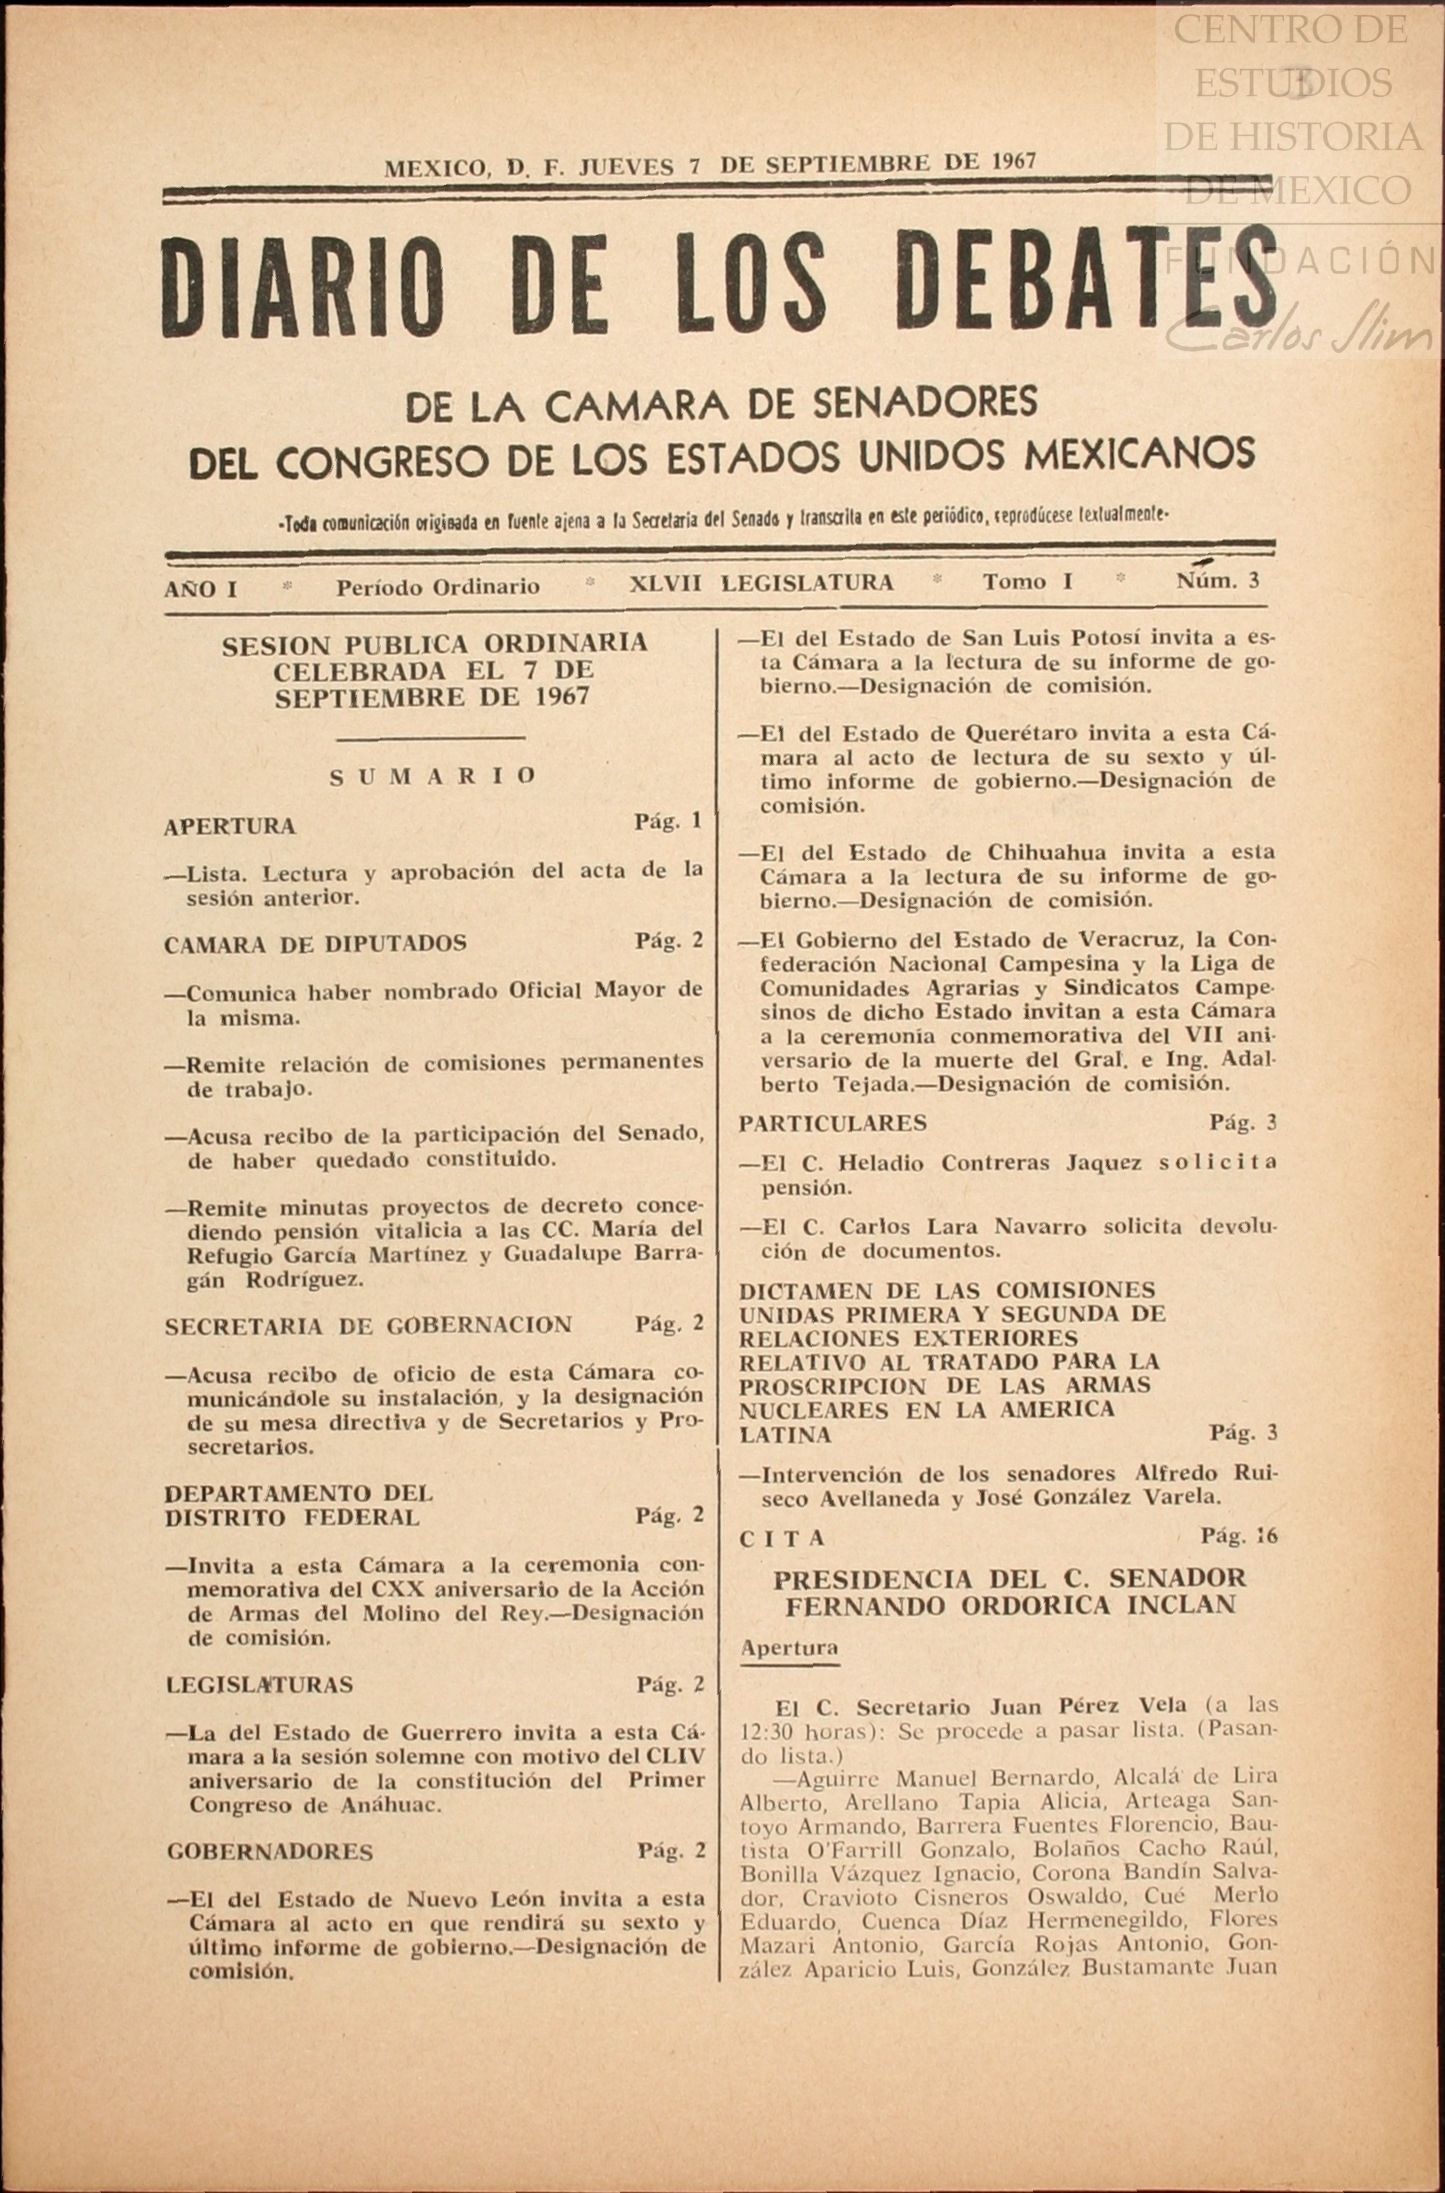 CENTRO DE
ESTUDIOS
DE HISTORIA
DE MEXICO
FUNDACIÓN
Carlos Slim
MEXICO, D. F. JUEVES 7 DE SEPTIEMBRE DE 1967
DIARIO DE LOS DEBATES
DE LA CAMARA DE SENADORES
DEL CONGRESO DE LOS ESTADOS UNIDOS MEXICANOS
-Toda comunicación originada en fuente ajena a la Secretaria del Senado y transcrita en este periódico, reprodúcese textualmente-
AÑO I * Período Ordinario * XLVII LEGISLATURA * Tomo I * Núm. 3
SESION PUBLICA ORDINARIA
CELEBRADA EL 7 DE
SEPTIEMBRE DE 1967
SUMARIO
APERTURA Pág. 1
—Lista. Lectura y aprobación del acta de la
sesión anterior.
CAMARA DE DIPUTADOS Pág. 2
—Comunica haber nombrado Oficial Mayor de
la misma.
—Remite relación de comisiones permanentes
de trabajo.
—Acusa recibo de la participación del Senado,
de haber quedado constituido.
—Remite minutas proyectos de decreto conce-
diendo pensión vitalicia a las CC. María del
Refugio García Martínez y Guadalupe Barra-
gán Rodríguez.
SECRETARIA DE GOBERNACION Pág. 2
—Acusa recibo de oficio de esta Cámara co-
municándole su instalación, y la designación
de su mesa directiva y de Secretarios y Pro-
secretarios.
DEPARTAMENTO DEL
DISTRITO FEDERAL Pág. 2
—Invita a esta Cámara a la ceremonia con-
memorativa del CXX aniversario de la Acción
de Armas del Molino del Rey.—Designación
de comisión.
LEGISLATURAS Pág. 2
—La del Estado de Guerrero invita a esta Cá-
mara a la sesión solemne con motivo del CLIV
aniversario de la constitución del Primer
Congreso de Anáhuac.
GOBERNADORES Pág. 2
—El del Estado de Nuevo León invita a esta
Cámara al acto en que rendirá su sexto y
último informe de gobierno.—Designación de
comisión.
—El del Estado de San Luis Potosí invita a es-
ta Cámara a la lectura de su informe de go-
bierno.—Designación de comisión.
—El del Estado de Querétaro invita a esta Cá-
mara al acto de lectura de su sexto y úl-
timo informe de gobierno.—Designación de
comisión.
—El del Estado de Chihuahua invita a esta
Cámara a la lectura de su informe de go-
bierno.—Designación de comisión.
—El Gobierno del Estado de Veracruz, la Con-
federación Nacional Campesina y la Liga de
Comunidades Agrarias y Sindicatos Campe-
sinos de dicho Estado invitan a esta Cámara
a la ceremonia conmemorativa del VII ani-
versario de la muerte del Gral. e Ing. Adal-
berto Tejada.—Designación de comisión.
PARTICULARES Pág. 3
—El C. Heladio Contreras Jaquez solicita
pensión.
—El C. Carlos Lara Navarro solicita devolu-
ción de documentos.
DICTAMEN DE LAS COMISIONES
UNIDAS PRIMERA Y SEGUNDA DE
RELACIONES EXTERIORES
RELATIVO AL TRATADO PARA LA
PROSCRIPCION DE LAS ARMAS
NUCLEARES EN LA AMERICA
LATINA Pág. 3
—Intervención de los senadores Alfredo Rui-
seco Avellaneda y José González Varela.
CITA Pág. 16
PRESIDENCIA DEL C. SENADOR
FERNANDO ORDORICA INCLAN
Apertura
El C. Secretario Juan Pérez Vela (a las
12:30 horas): Se procede a pasar lista. (Pasan-
do lista.)
—Aguirre Manuel Bernardo, Alcalá de Lira
Alberto, Arellano Tapia Alicia, Arteaga San-
toyo Armando, Barrera Fuentes Florencio, Bau-
tista O'Farrill Gonzalo, Bolaños Cacho Raúl,
Bonilla Vázquez Ignacio, Corona Bandín Salva-
dor, Cravioto Cisneros Oswaldo, Cué Merlo
Eduardo, Cuenca Díaz Hermenegildo, Flores
Mazari Antonio, García Rojas Antonio, Gon-
zález Aparicio Luis, González Bustamante Juan